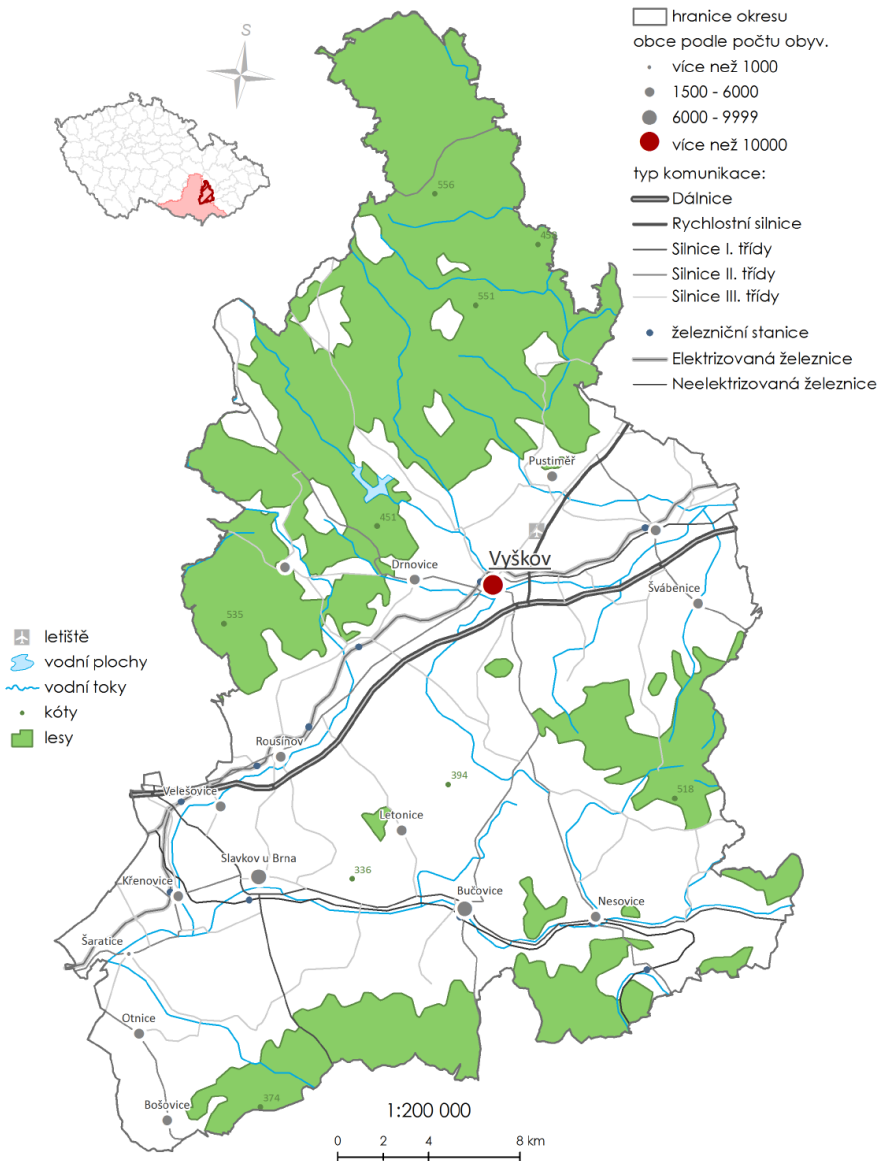 S
hranice okresu
obce podle počtu obyv.
více než 1000
1500 - 6000
6000 - 9999
více než 10000
typ komunikace:
Dálnice
Rychlostní silnice
Silnice I. třídy
Silnice II. třídy
Silnice III. třídy
železniční stanice
Elektrizovaná železnice
Neelektrizovaná železnice
556
551
Pustiměř
451
Vyškov
Drnovice
Švábenice
535
letiště
vodní plochy
vodní toky
kóty
lesy
Rousínov
Velešovice
394
518
Letonice
Slavkov u Brna
336
Křenovice
Bučovice
Nesovice
Šaratice
Otnice
Bošovice
374
1:200 000
0 2 4 8 km